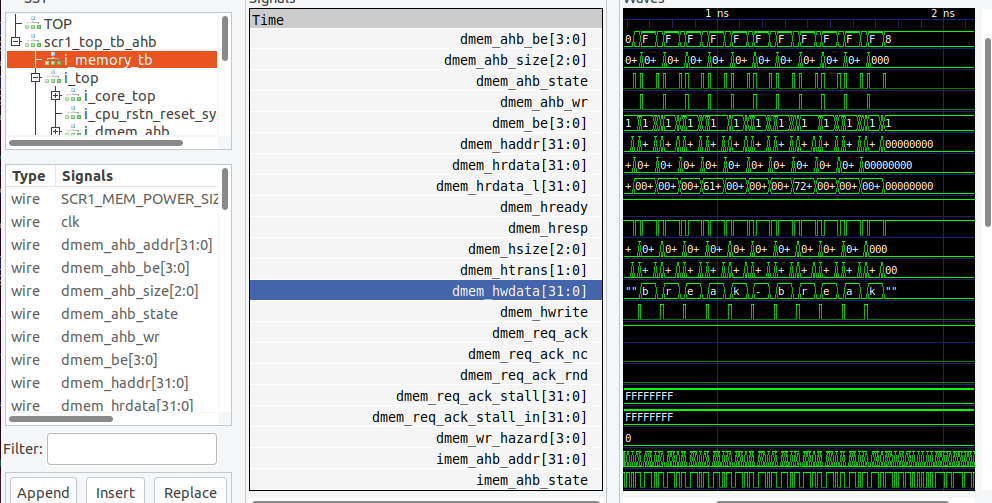 SST
Signals
Waves
TOP
scr1_top_tb_ahb
i_memory_tb
i_top
i_core_top
i_cpu_rstn_reset_sy
i_dmem_ahb
Type Signals
wire SCR1_MEM_POWER_SIZ
wire clk
wire dmem_ahb_addr[31:0]
wire dmem_ahb_be[3:0]
wire dmem_ahb_size[2:0]
wire dmem_ahb_state
wire dmem_ahb_wr
wire dmem_be[3:0]
wire dmem_haddr[31:0]
wire dmem_hrdata[31:0]
Filter:
Append Insert Replace
Time
dmem_ahb_be[3:0]
dmem_ahb_size[2:0]
dmem_ahb_state
dmem_ahb_wr
dmem_be[3:0]
dmem_haddr[31:0]
dmem_hrdata[31:0]
dmem_hrdata_l[31:0]
dmem_hready
dmem_hresp
dmem_hsize[2:0]
dmem_htrans[1:0]
dmem_hwdata[31:0]
dmem_hwrite
dmem_req_ack
dmem_req_ack_nc
dmem_req_ack_rnd
dmem_req_ack_stall[31:0]
dmem_req_ack_stall_in[31:0]
dmem_wr_hazard[3:0]
imem_ahb_addr[31:0]
imem_ahb_state
1 ns 2 ns
0 F F F F F F F F F F F 8
0+ 0+ 0+ 0+ 0+ 0+ 0+ 0+ 0+ 0+ 0+ 000
1 1 1 1 1 1 1 1 1 1 1 1 1
00000000
+ 0+ 0+ 0+ 0+ 0+ 0+ 0+ 0+ 0+ 0+ 00000000
+ 00+ 00+ 00+ 61+ 00+ 00+ 00+ 72+ 00+ 00+ 00+ 00000000
+ 0+ 0+ 0+ 0+ 0+ 0+ 0+ 0+ 0+ 0+ 000
00
"" b r e a k - b r e a k ""
FFFFFFFF
FFFFFFFF
0